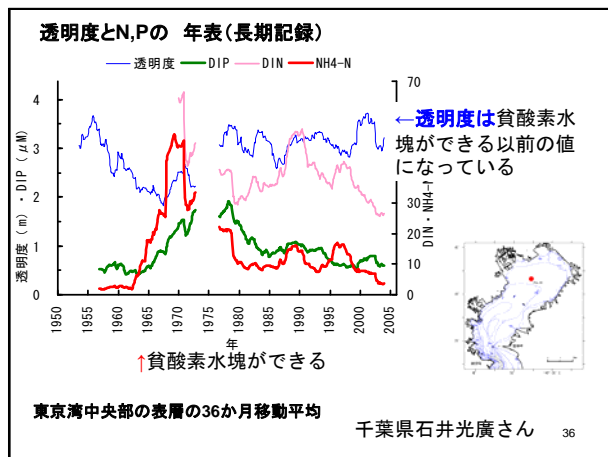 透明度とN,Pの 年表(長期記録)
透明度 DIP DIN NH4-N
70
4
3
2
1
0
透明度(m)・DIP(μM)
30
20
10
0
DIN・NH4-N
1950 1955 1960 1965 1970 1975 1980 1985 1990 1995 2000 2005
年
←透明度は貧酸素水
塊ができる以前の値
になっている
↑貧酸素水塊ができる
東京湾中央部の表層の36か月移動平均
千葉県石井光廣さん
36